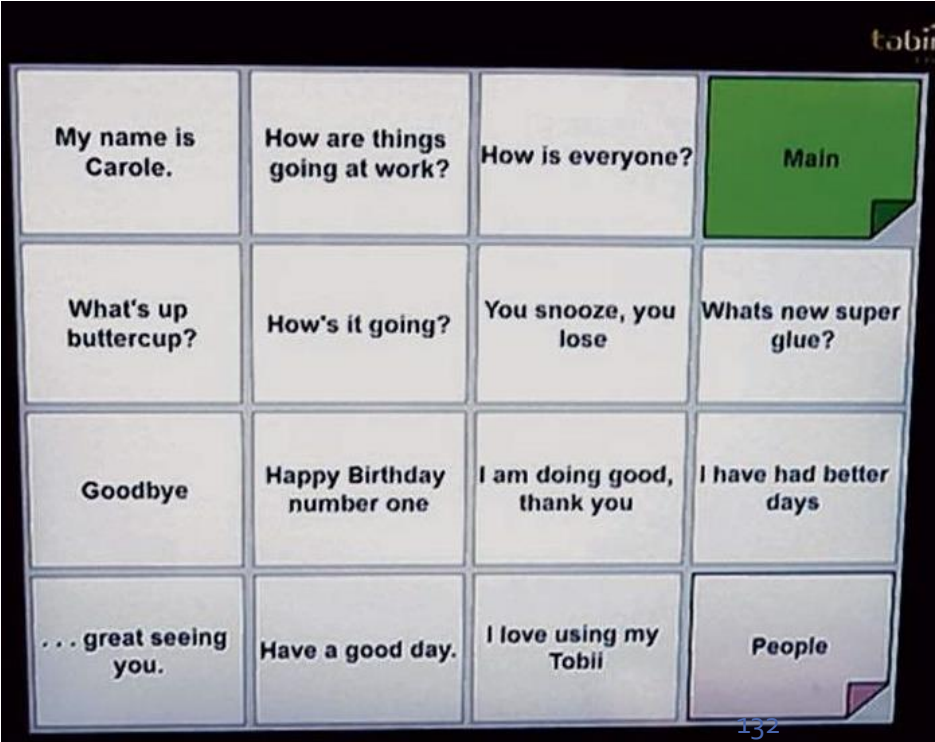 tobii
My name is
Carole.
How are things
going at work?
How is everyone?
Main
What's up
buttercup?
How's it going?
You snooze, you
lose
Whats new super
glue?
Goodbye
Happy Birthday
number one
I am doing good,
thank you
I have had better
days
. . . great seeing
you.
Have a good day.
I love using my
Tobii
People
132